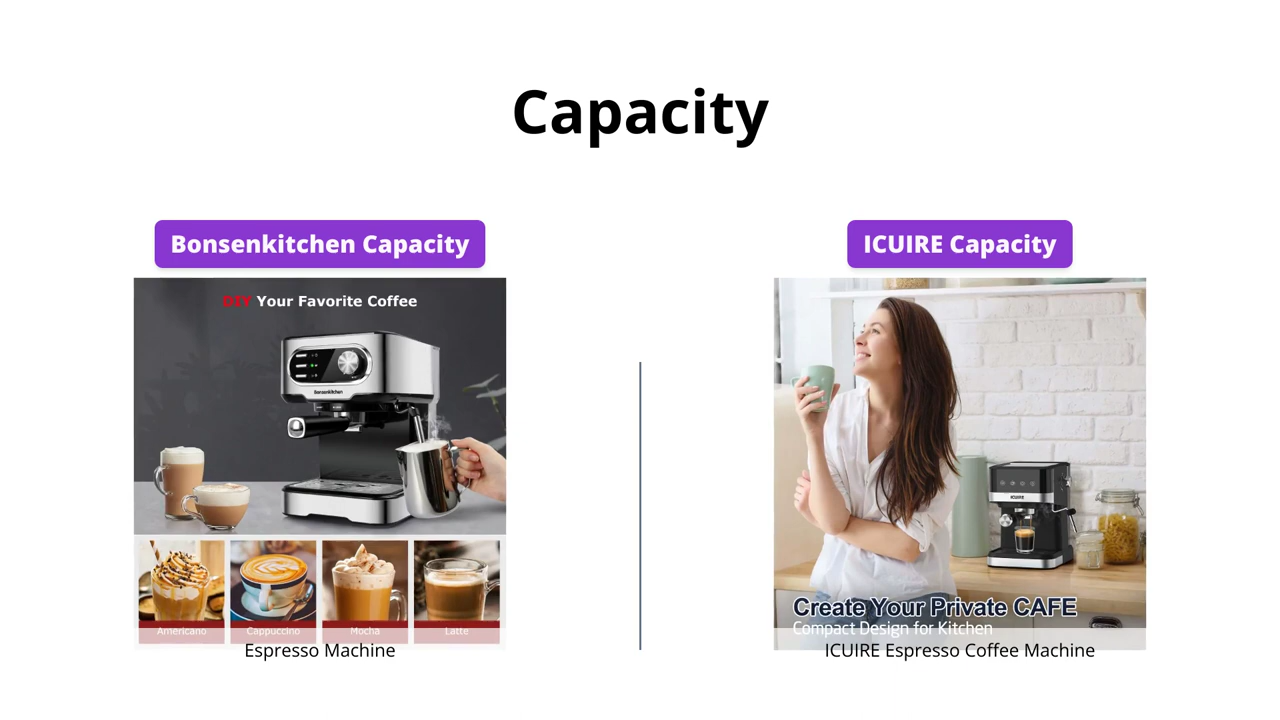 Capacity
Bonsenkitchen Capacity
ICUIRE Capacity
DIY Your Favorite Coffee
Bonsenkitchen
Americano
Cappuccino
Mocha
Latte
Espresso Machine
ICUIRE
Create Your Private CAFE
Compact Design for Kitchen
ICUIRE Espresso Coffee Machine